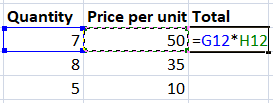 Quantity Price per unit Total
7 50 =G12*H12
8 35
5 10